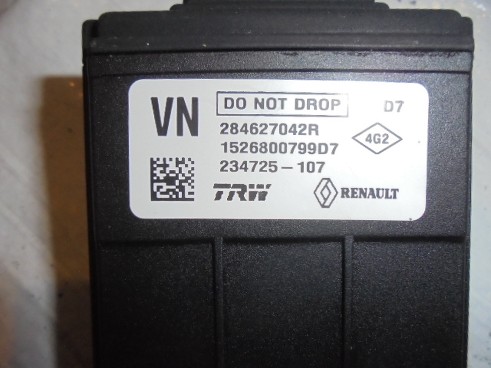 VN DO NOT DROP D7
284627042R
4G2
1526800799D7
234725-107
TRW RENAULT